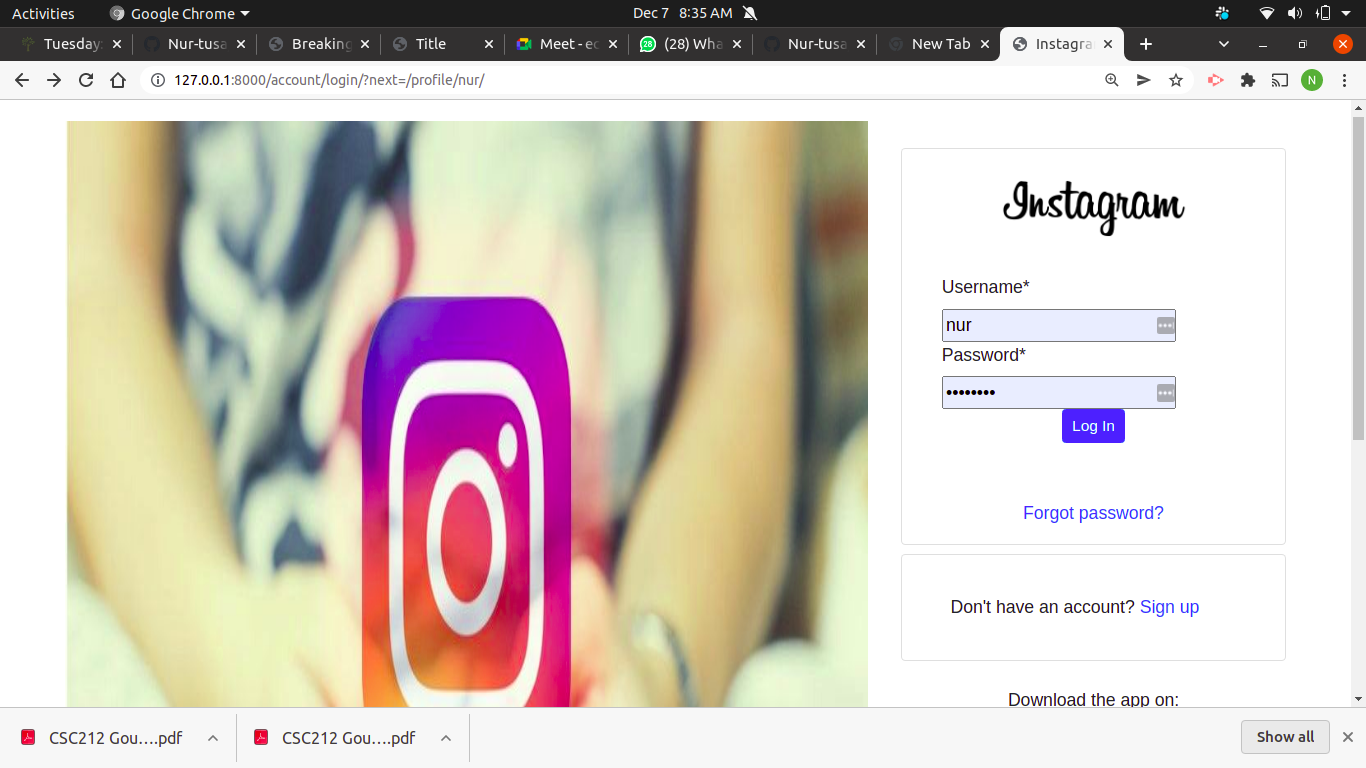 Activities Google Chrome Dec 7 8:35 AM
Tuesday: Nur-tusa Breaking Title Meet - ec 28 (28) Wha Nur-tusa New Tab Instagra
127.0.0.1:8000/account/login/?next=/profile/nur/ N
Instagram
Username*
nur
Password*
••••••••
Log In
Forgot password?
Don't have an account? Sign up
Download the app on:
CSC212 Gou....pdf CSC212 Gou....pdf Show all